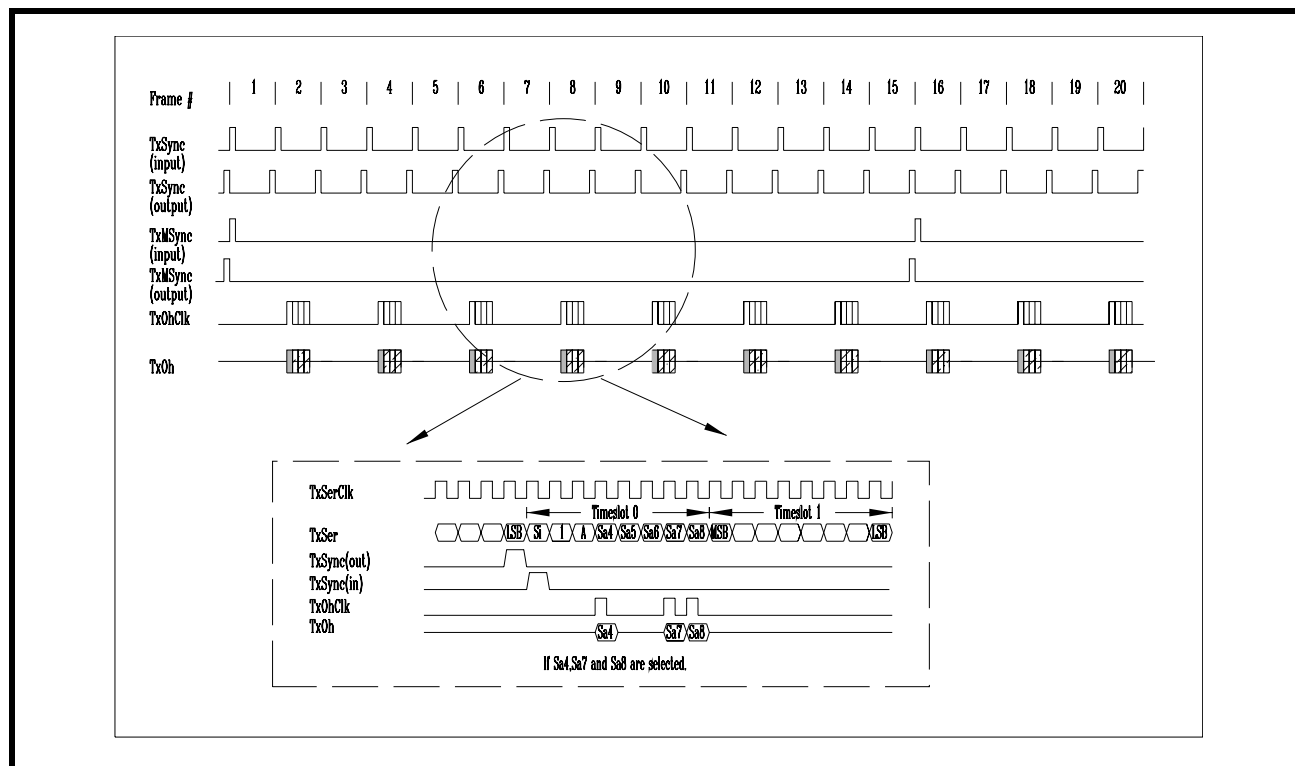 Frame # 1 2 3 4 5 6 7 8 9 10 11 12 13 14 15 16 17 18 19 20
TxSync
(input)
TxSync
(output)
TxMSync
(input)
TxMSync
(output)
TxOhClk
TxOh
TxSerClk
Timeslot 0 Timeslot 1
TxSer LSB Si 1 A Sa4 Sa5 Sa6 Sa7 Sa8 MSB LSB
TxSync(out)
TxSync(in)
TxOhClk
TxOh Sa4 Sa7 Sa8
If Sa4,Sa7 and Sa8 are selected.